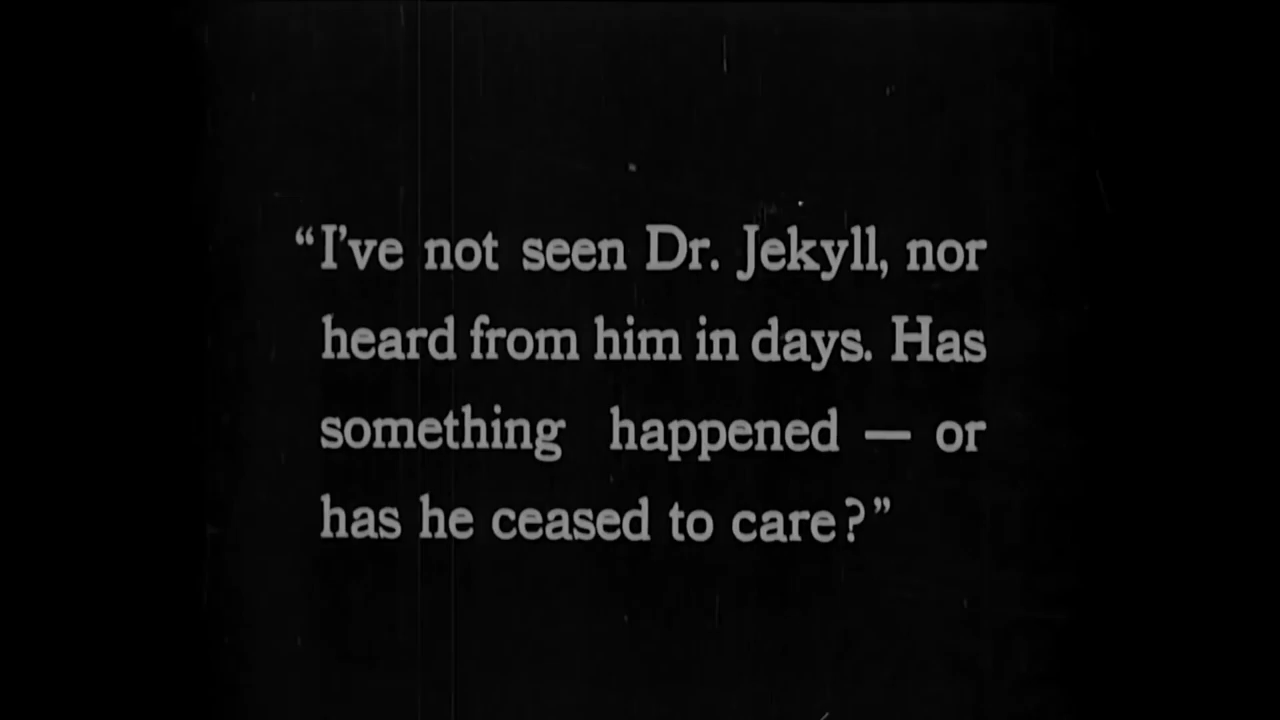 “I’ve not seen Dr. Jekyll, nor
heard from him in days. Has
something happened — or
has he ceased to care?”